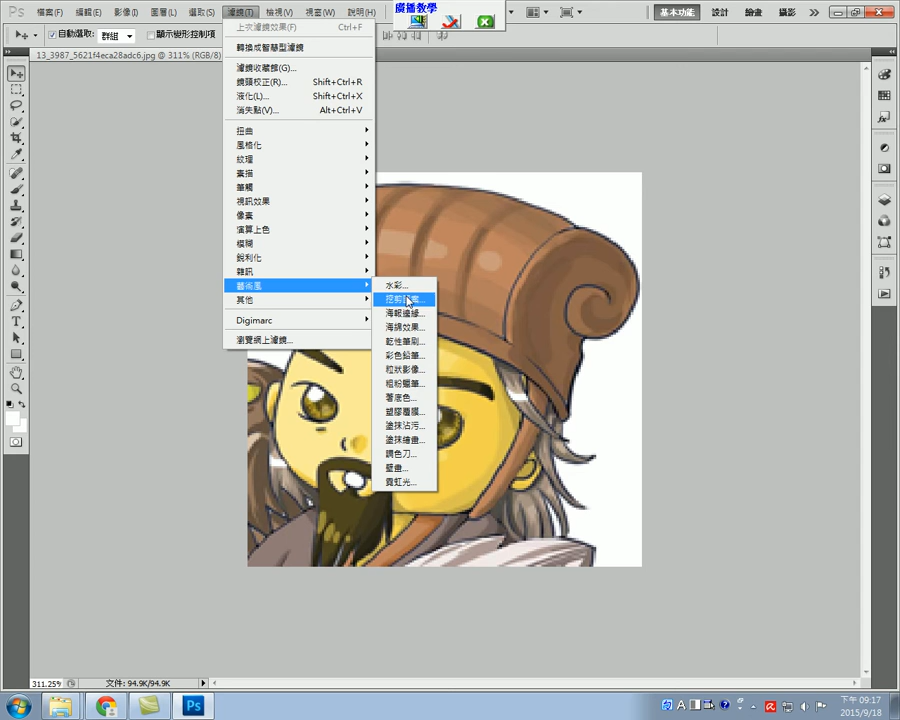 廣播教學
Ps 檔案(F) 編輯(E) 影像(I) 圖層(L) 選取(S) 濾鏡(T) 檢視(V) 視窗(W) 說明(H) 基本功能 設計 繪畫 攝影
自動選取: 群組 顯示變形控制項
13_3987_5621f4eca28adc6.jpg @ 311% (RGB/8)
上次濾鏡效果(F) Ctrl+F
轉換成智慧型濾鏡
濾鏡收藏館(G)...
鏡頭校正(R)... Shift+Ctrl+R
液化(L)... Shift+Ctrl+X
消失點(V)... Alt+Ctrl+V
扭曲
風格化
紋理
素描
筆觸
視訊效果
像素
演算上色
模糊
銳利化
雜訊
藝術風
其他
Digimarc
瀏覽網上濾鏡...
水彩...
挖剪圖案...
海報邊緣...
海綿效果...
乾性筆刷...
彩色鉛筆...
粒狀影像...
粗粉蠟筆...
著底色...
塑膠覆膜...
塗抹沾污...
塗抹繪畫...
調色刀...
壁畫...
霓虹光...
311.25% 文件: 94.9K/94.9K
Ps
A
下午 09:17
2015/9/18